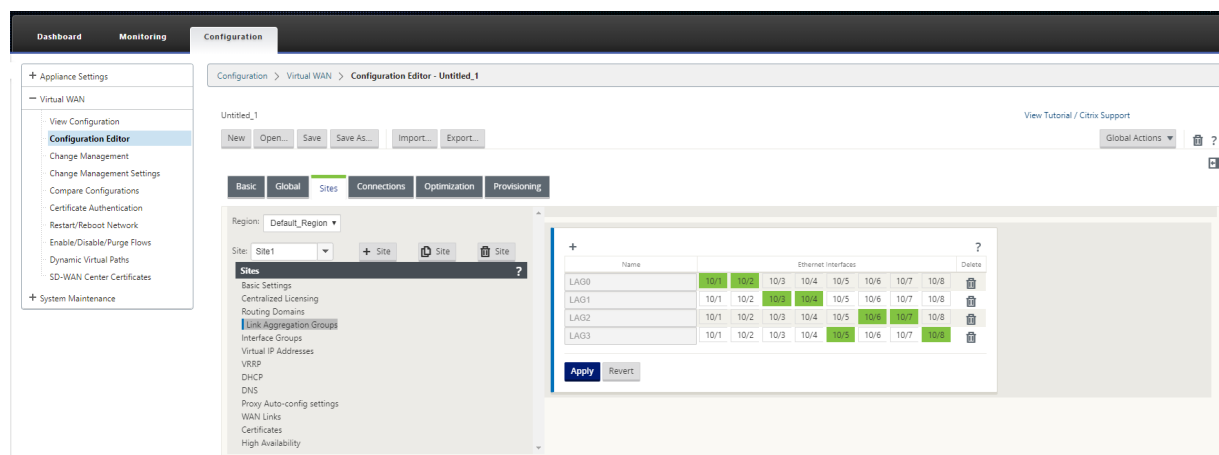 Dashboard Monitoring Configuration
+ Appliance Settings
− Virtual WAN
View Configuration
Configuration Editor
Change Management
Change Management Settings
Compare Configurations
Certificate Authentication
Restart/Reboot Network
Enable/Disable/Purge Flows
Dynamic Virtual Paths
SD-WAN Center Certificates
+ System Maintenance
Configuration > Virtual WAN > Configuration Editor - Untitled_1
Untitled_1 View Tutorial / Citrix Support
New Open... Save Save As... Import... Export... Global Actions ?
Basic Global Sites Connections Optimization Provisioning
Region: Default_Region
Site: Site1 + Site Site Site
Sites ?
Basic Settings
Centralized Licensing
Routing Domains
Link Aggregation Groups
Interface Groups
Virtual IP Addresses
VRRP
DHCP
DNS
Proxy Auto-config settings
WAN Links
Certificates
High Availability
+ ?
Name Ethernet Interfaces Delete
LAG0 10/1 10/2 10/3 10/4 10/5 10/6 10/7 10/8
LAG1 10/1 10/2 10/3 10/4 10/5 10/6 10/7 10/8
LAG2 10/1 10/2 10/3 10/4 10/5 10/6 10/7 10/8
LAG3 10/1 10/2 10/3 10/4 10/5 10/6 10/7 10/8
Apply Revert